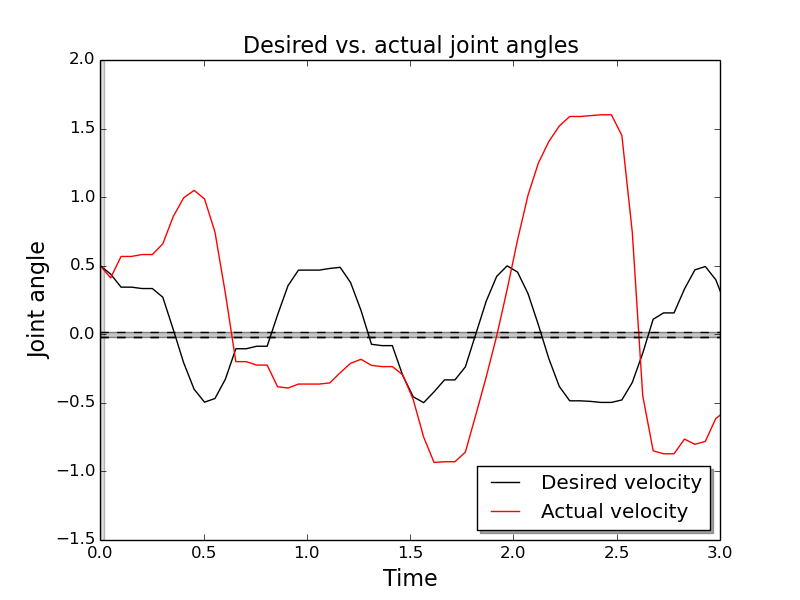 Desired vs. actual joint angles
2.0
1.5
1.0
0.5
0.0
−0.5
−1.0
−1.5
Joint angle
Desired velocity
Actual velocity
0.0 0.5 1.0 1.5 2.0 2.5 3.0
Time